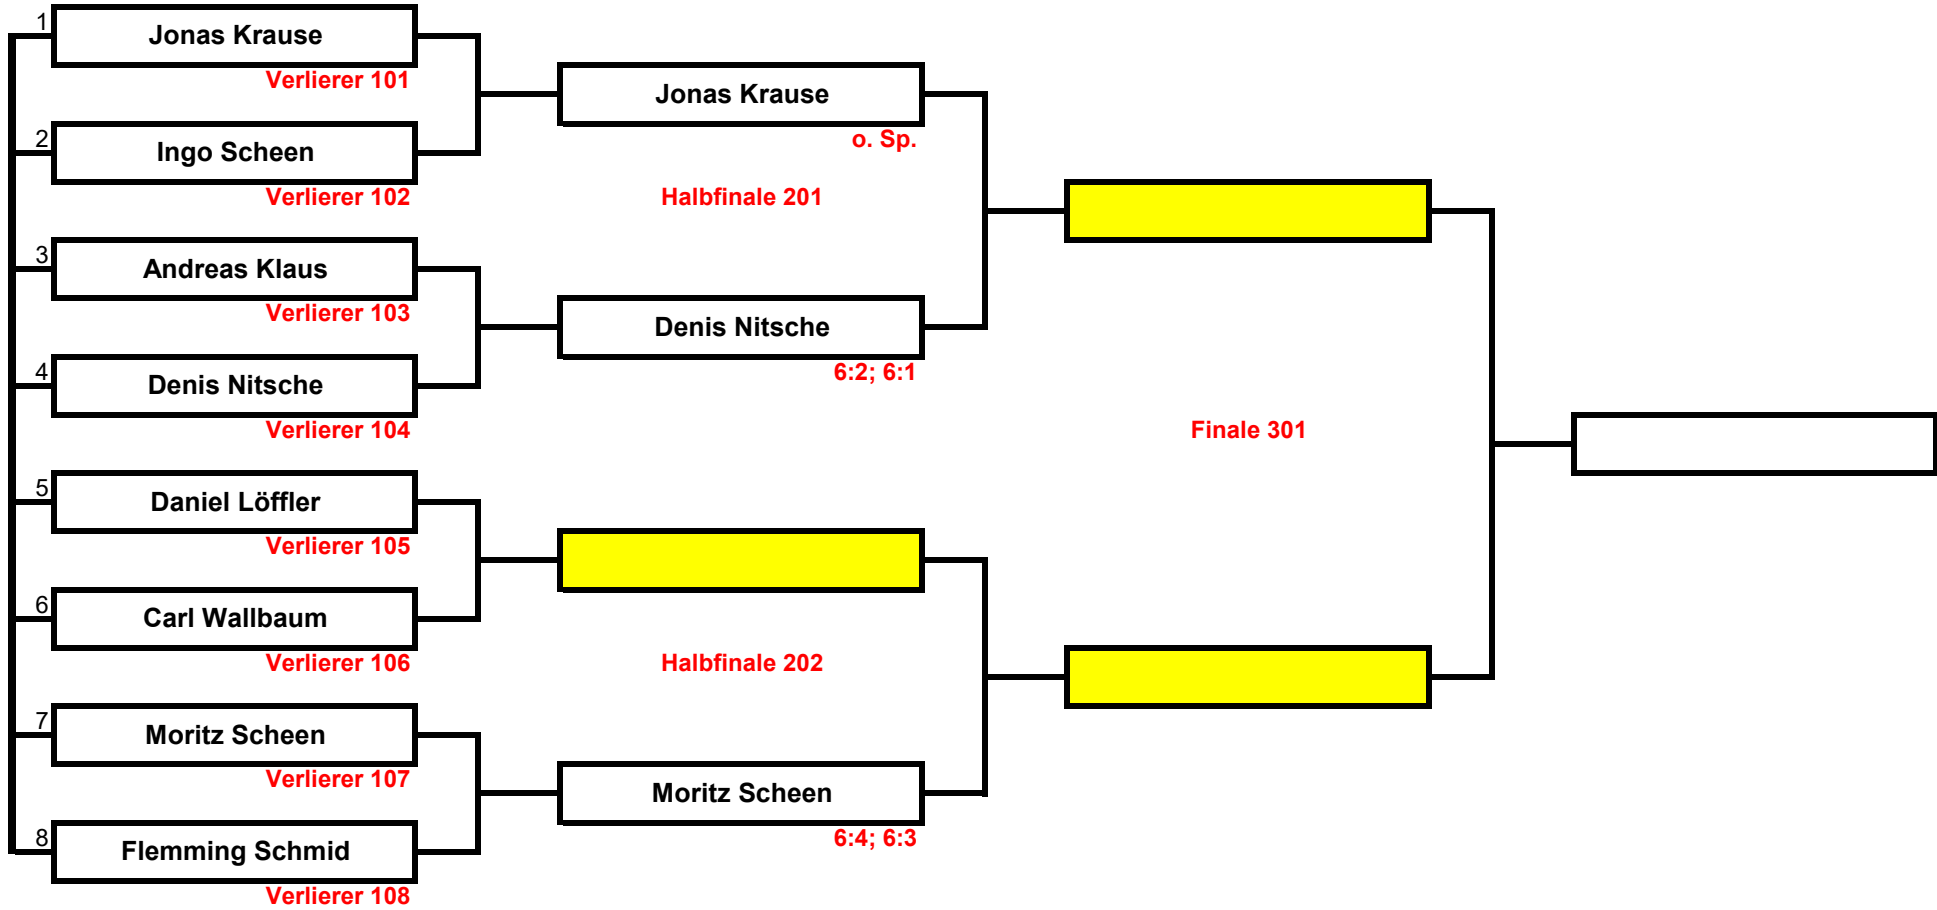 1
Jonas Krause
Verlierer 101
2
Ingo Scheen
Verlierer 102
3
Andreas Klaus
Verlierer 103
4
Denis Nitsche
Verlierer 104
5
Daniel Löffler
Verlierer 105
6
Carl Wallbaum
Verlierer 106
7
Moritz Scheen
Verlierer 107
8
Flemming Schmid
Verlierer 108
Jonas Krause
o. Sp.
Halbfinale 201
Denis Nitsche
6:2; 6:1
Halbfinale 202
Moritz Scheen
6:4; 6:3
Finale 301